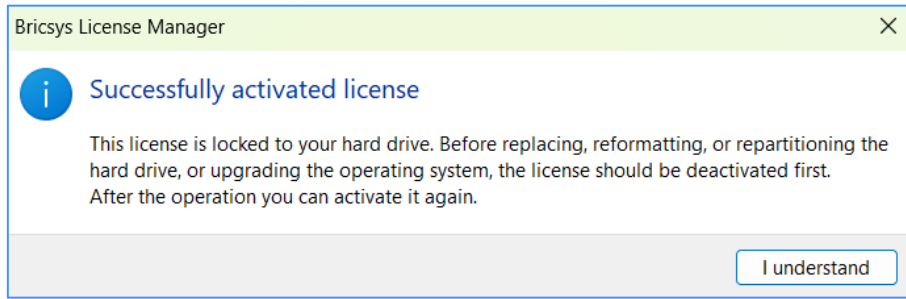 Bricsys License Manager
Successfully activated license
This license is locked to your hard drive. Before replacing, reformatting, or repartitioning the
hard drive, or upgrading the operating system, the license should be deactivated first.
After the operation you can activate it again.
I understand